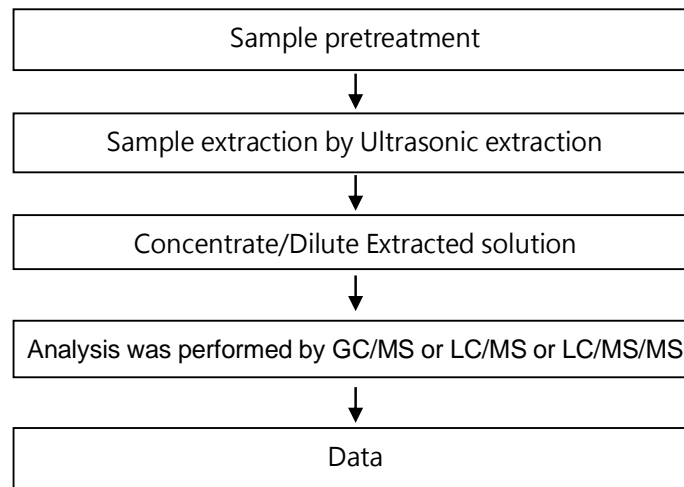 Sample pretreatment
Sample extraction by Ultrasonic extraction
Concentrate/Dilute Extracted solution
Analysis was performed by GC/MS or LC/MS or LC/MS/MS
Data